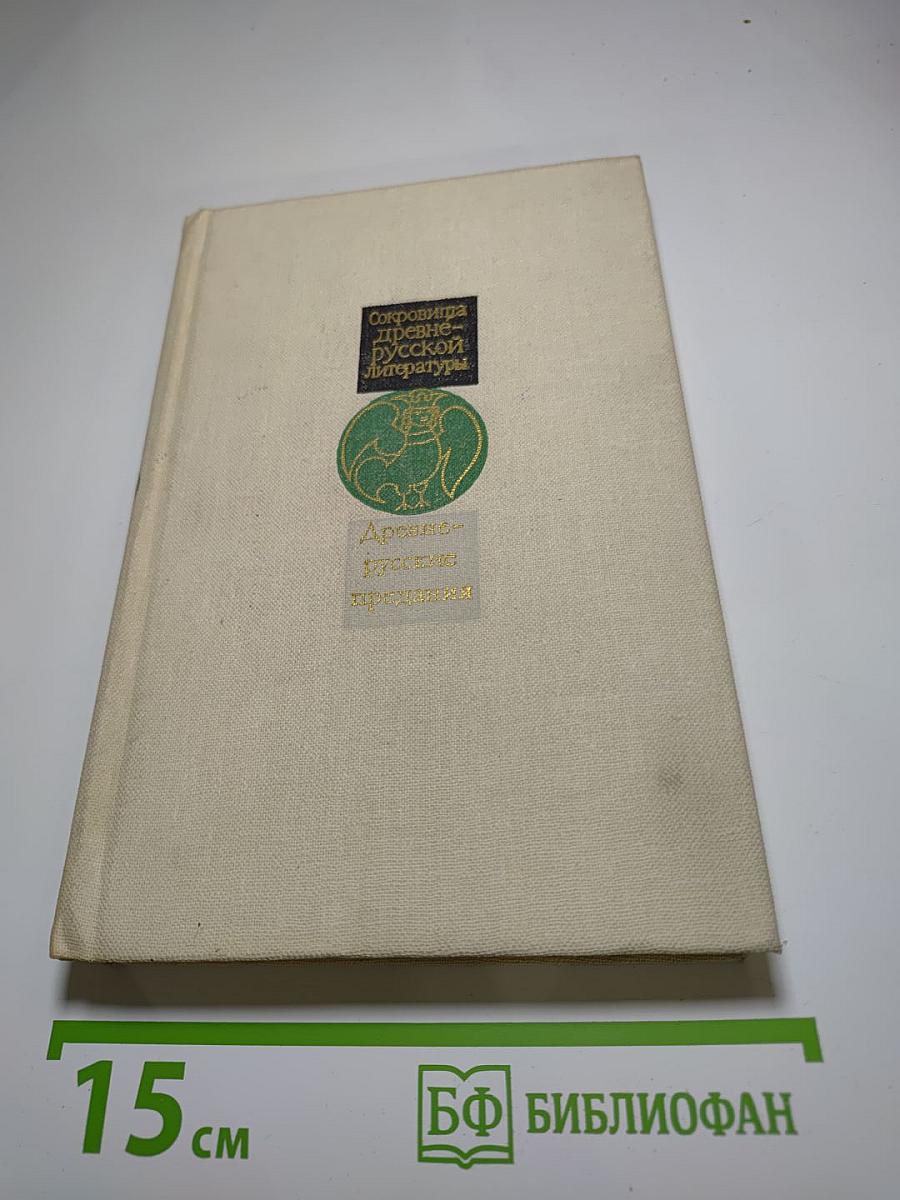 Сокровища
древне-
русской
литературы
Древне-
русские
предания
15 см
БФ БИБЛИОФАН